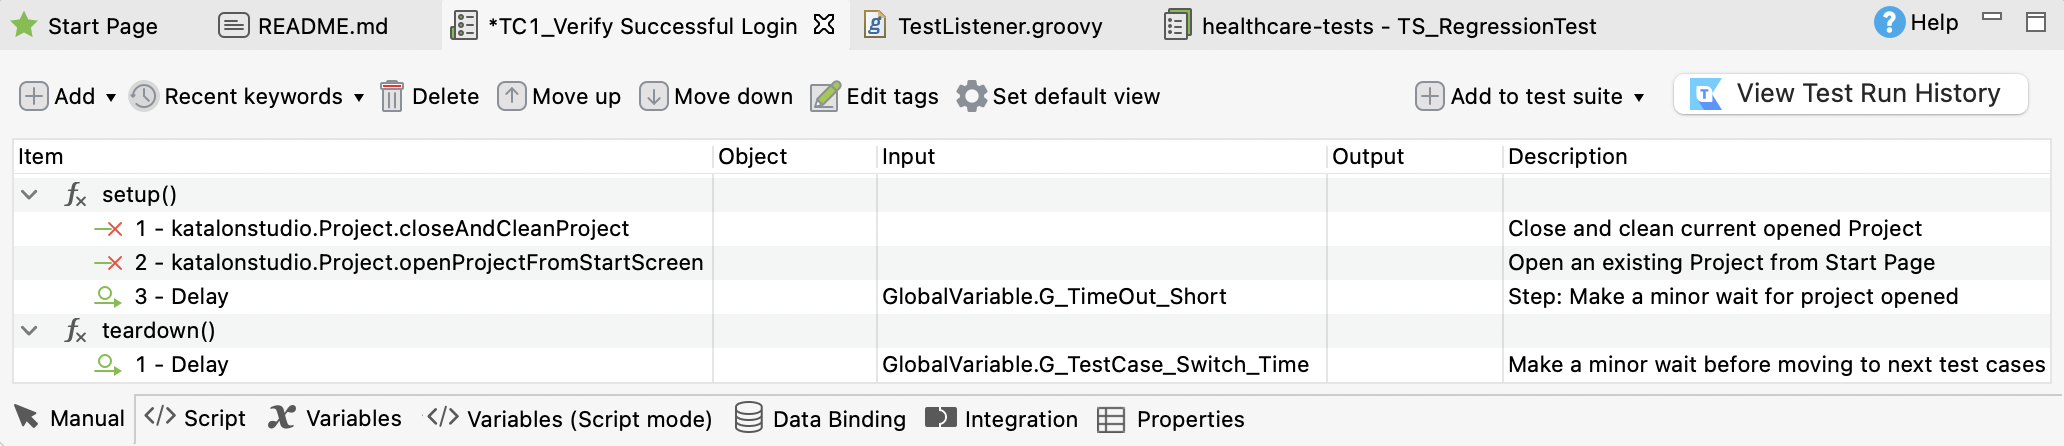 Start Page README.md *TC1_Verify Successful Login TestListener.groovy healthcare-tests - TS_RegressionTest ? Help
Add Recent keywords Delete Move up Move down Edit tags Set default view Add to test suite View Test Run History
Item Object Input Output Description
fx setup()
1 - katalonstudio.Project.closeAndCleanProject Close and clean current opened Project
2 - katalonstudio.Project.openProjectFromStartScreen Open an existing Project from Start Page
3 - Delay GlobalVariable.G_TimeOut_Short Step: Make a minor wait for project opened
fx teardown()
1 - Delay GlobalVariable.G_TestCase_Switch_Time Make a minor wait before moving to next test cases
Manual </> Script Variables </> Variables (Script mode) Data Binding Integration Properties